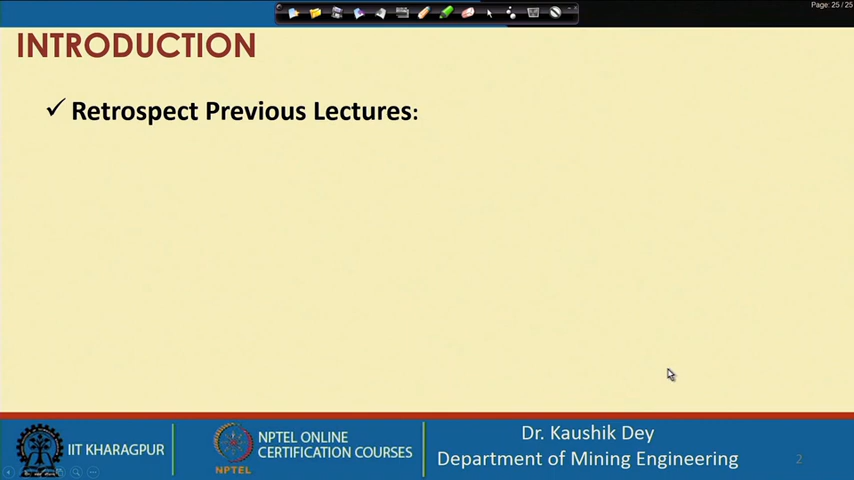 Page: 25 / 25
INTRODUCTION
✓ Retrospect Previous Lectures:
IIT KHARAGPUR
NPTEL
NPTEL ONLINE
CERTIFICATION COURSES
Dr. Kaushik Dey
Department of Mining Engineering
2